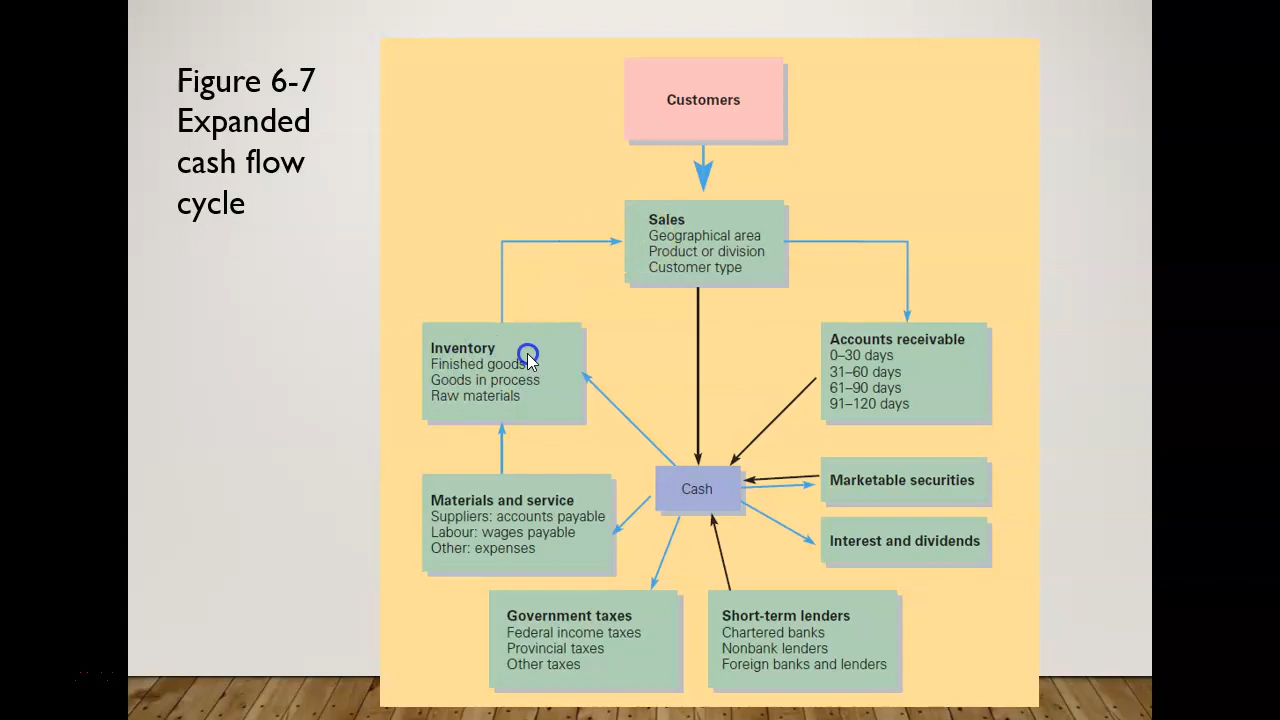 Figure 6-7
Expanded
cash flow
cycle
Customers
Sales
Geographical area
Product or division
Customer type
Inventory
Finished goods
Goods in process
Raw materials
Accounts receivable
0–30 days
31–60 days
61–90 days
91–120 days
Cash
Marketable securities
Materials and service
Suppliers: accounts payable
Labour: wages payable
Other: expenses
Interest and dividends
Government taxes
Federal income taxes
Provincial taxes
Other taxes
Short-term lenders
Chartered banks
Nonbank lenders
Foreign banks and lenders